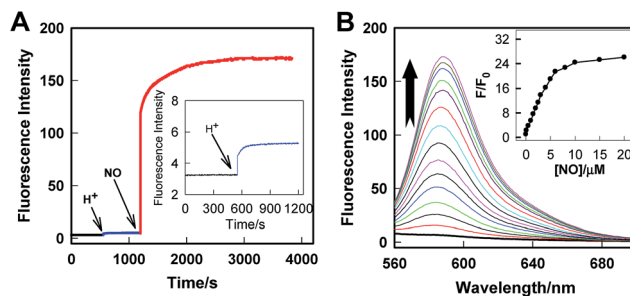 A
Fluorescence Intensity
200
150
100
50
0
H+
NO
Fluorescence Intensity
8
6
4
2
H+
0 300 600 900 1200
Time/s
0 1000 2000 3000 4000
Time/s
B
Fluorescence Intensity
200
150
100
50
0
F/F0
32
24
16
8
0
0 5 10 15 20
[NO]/μM
560 600 640 680
Wavelength/nm